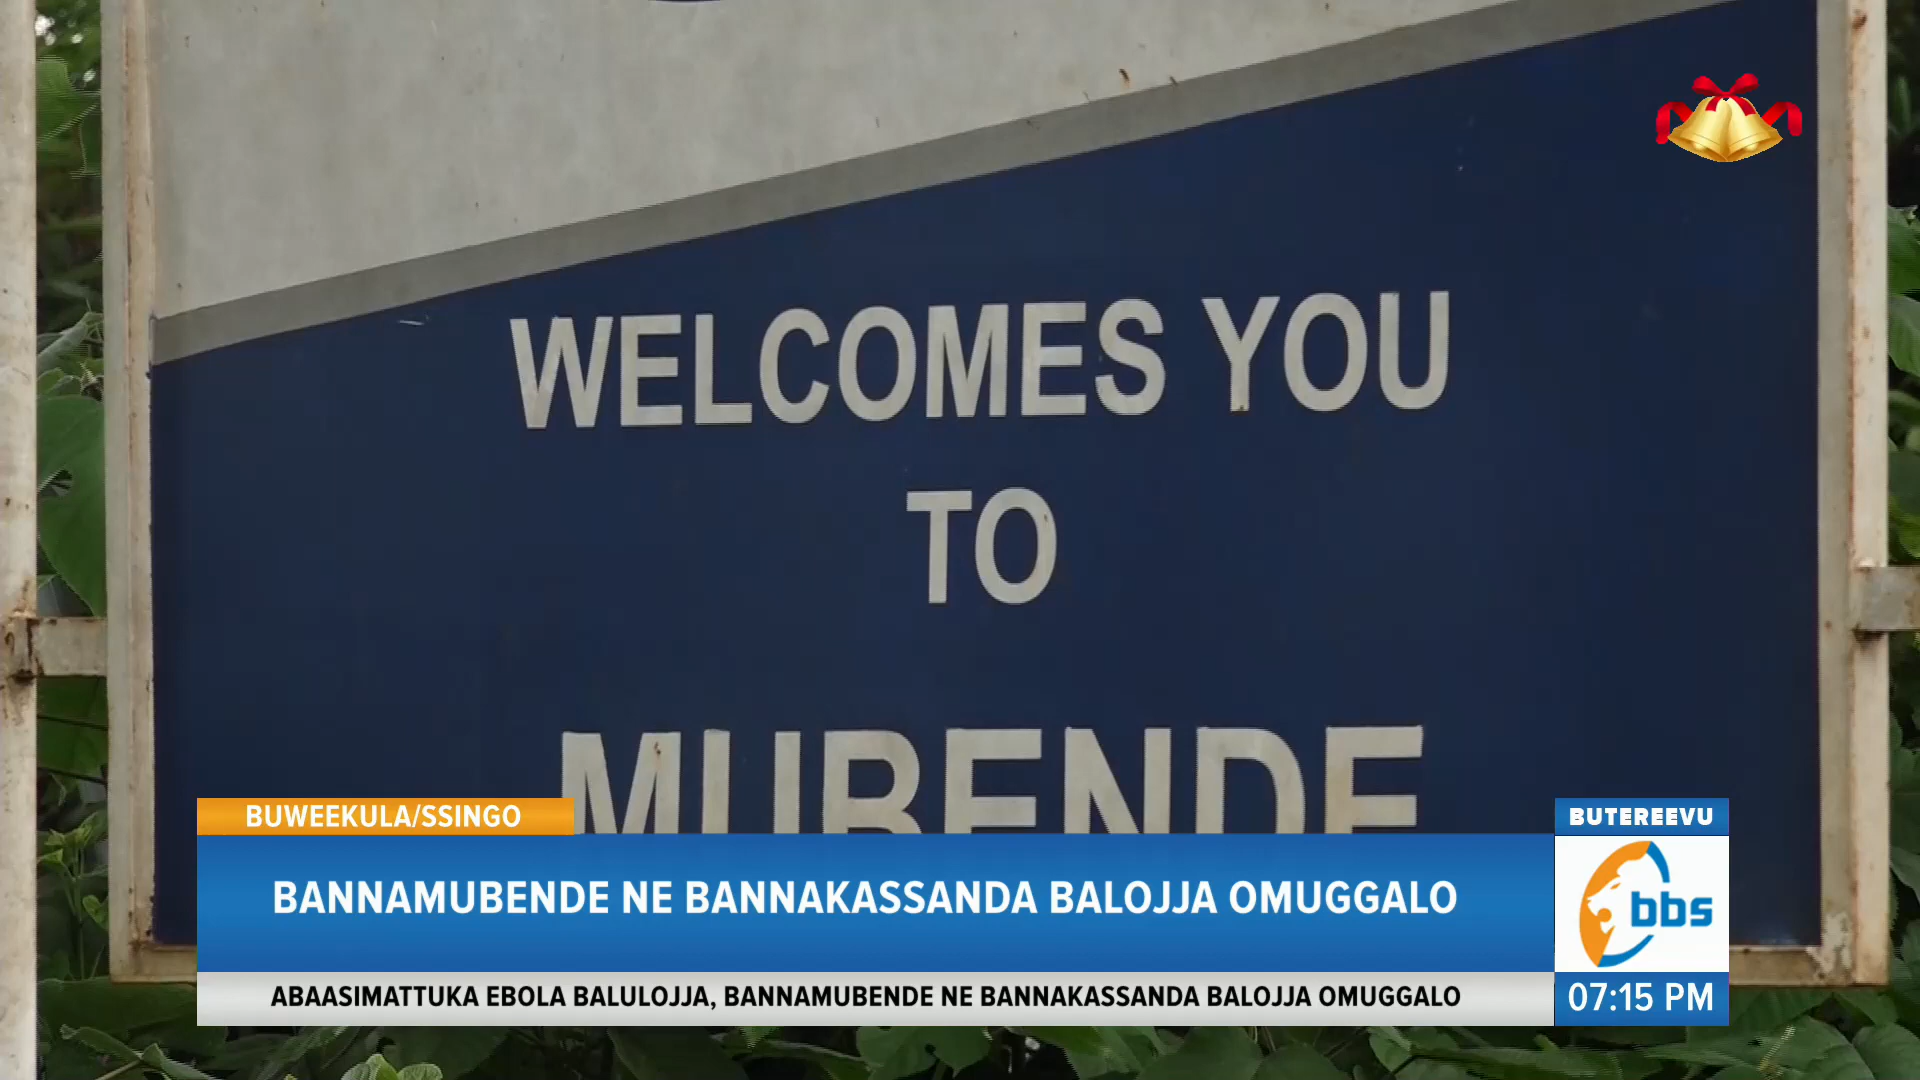 WELCOMES YOU
TO
MUBENDE
BUWEEKULA/SSINGO
BANNAMUBENDE NE BANNAKASSANDA BALOJJA OMUGGALO
ABAASIMATTUKA EBOLA BALULOJJA, BANNAMUBENDE NE BANNAKASSANDA BALOJJA OMUGGALO
BUTEREEVU
bbs
07:15 PM